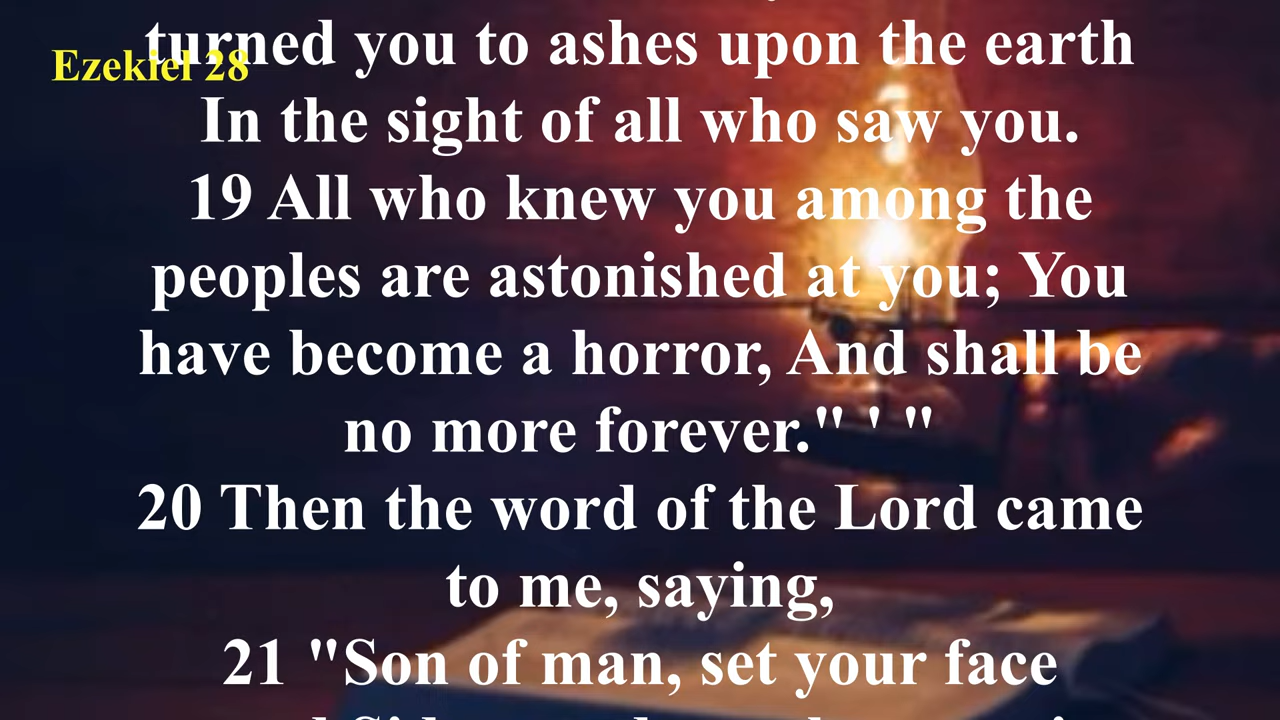 Ezekiel 28
turned you to ashes upon the earth
In the sight of all who saw you.
19 All who knew you among the
peoples are astonished at you; You
have become a horror, And shall be
no more forever." ' "
20 Then the word of the Lord came
to me, saying,
21 "Son of man, set your face